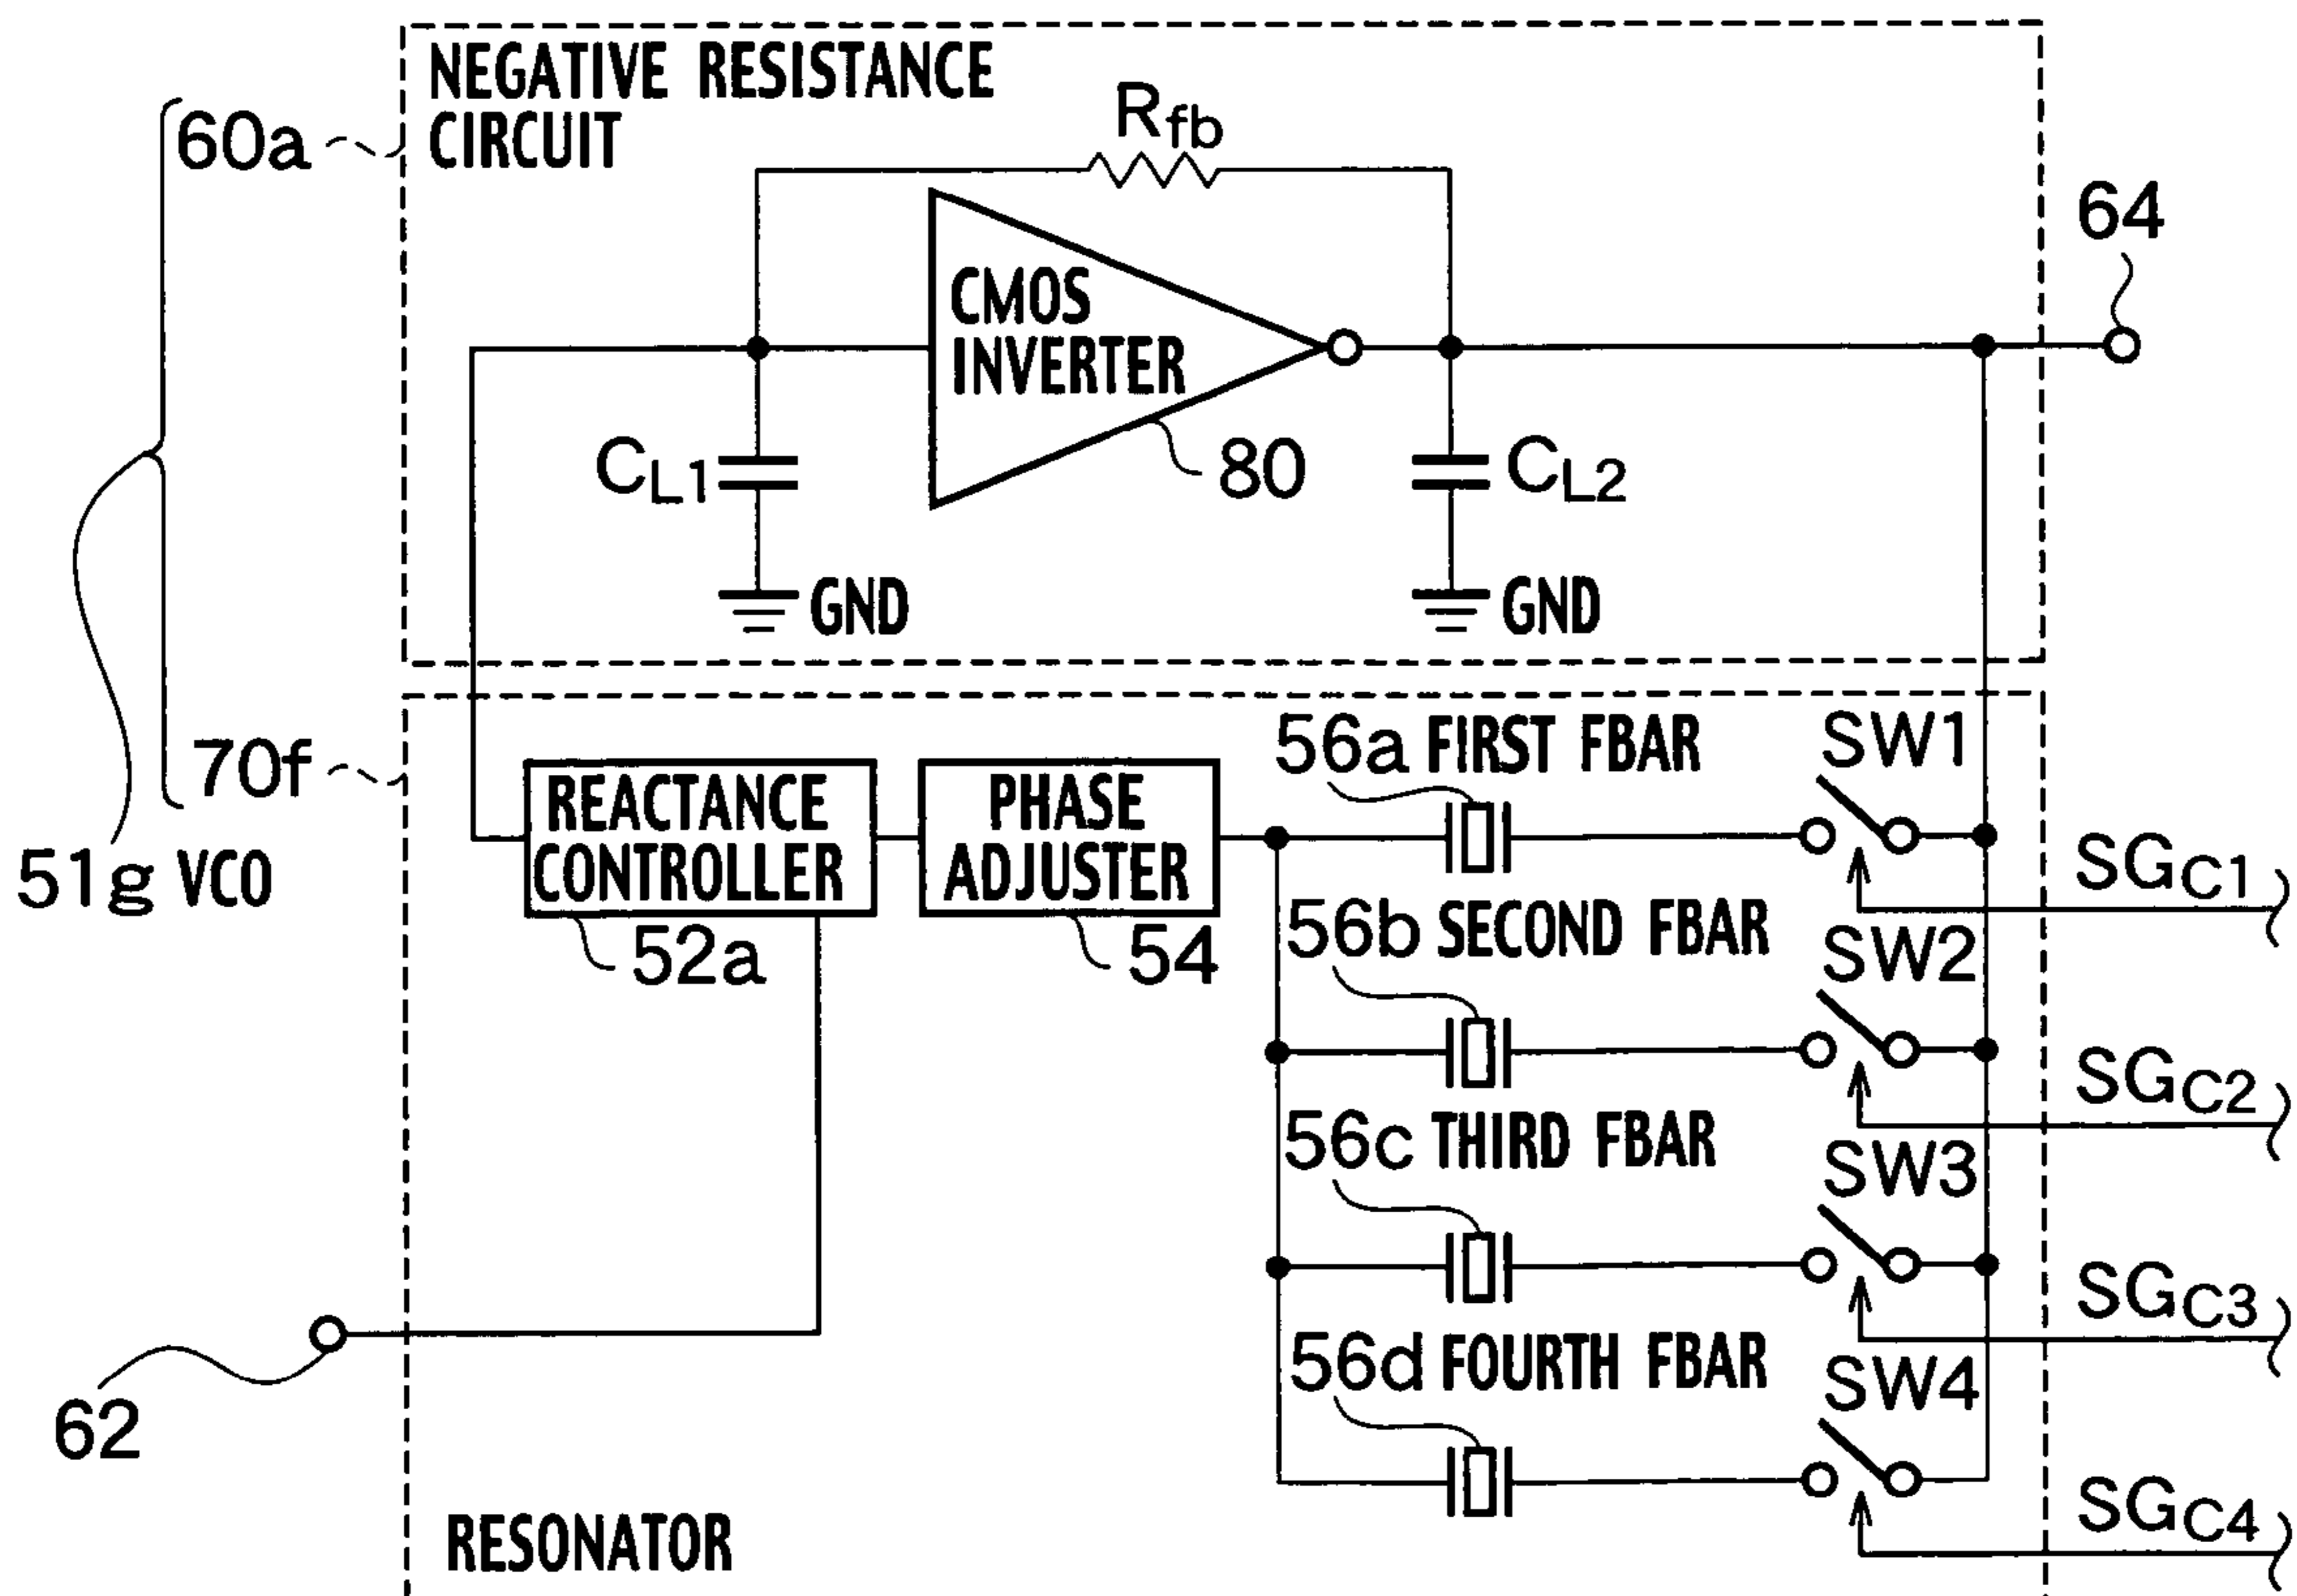 NEGATIVE RESISTANCE
CIRCUIT
60a
Rfb
64
CMOS
INVERTER
CL1
80
CL2
GND
GND
70f
51g VCO
REACTANCE
CONTROLLER
52a
PHASE
ADJUSTER
54
56a FIRST FBAR
SW1
SGC1
56b SECOND FBAR
SW2
SGC2
56c THIRD FBAR
SW3
SGC3
56d FOURTH FBAR
SW4
SGC4
62
RESONATOR